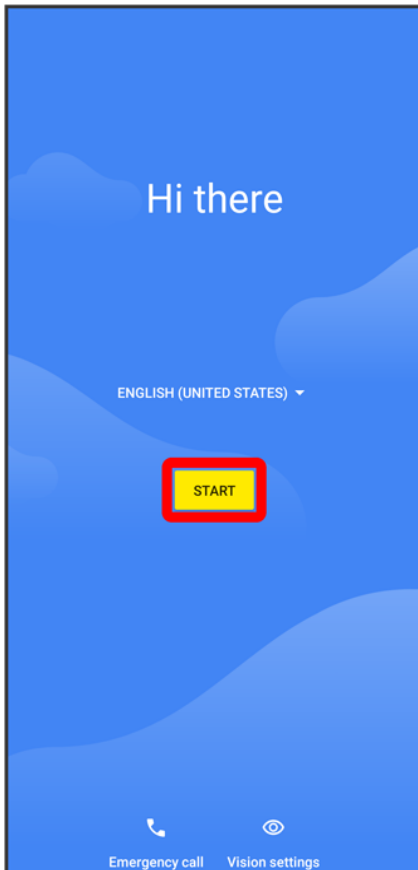 Hi there
ENGLISH (UNITED STATES)
START
Emergency call Vision settings